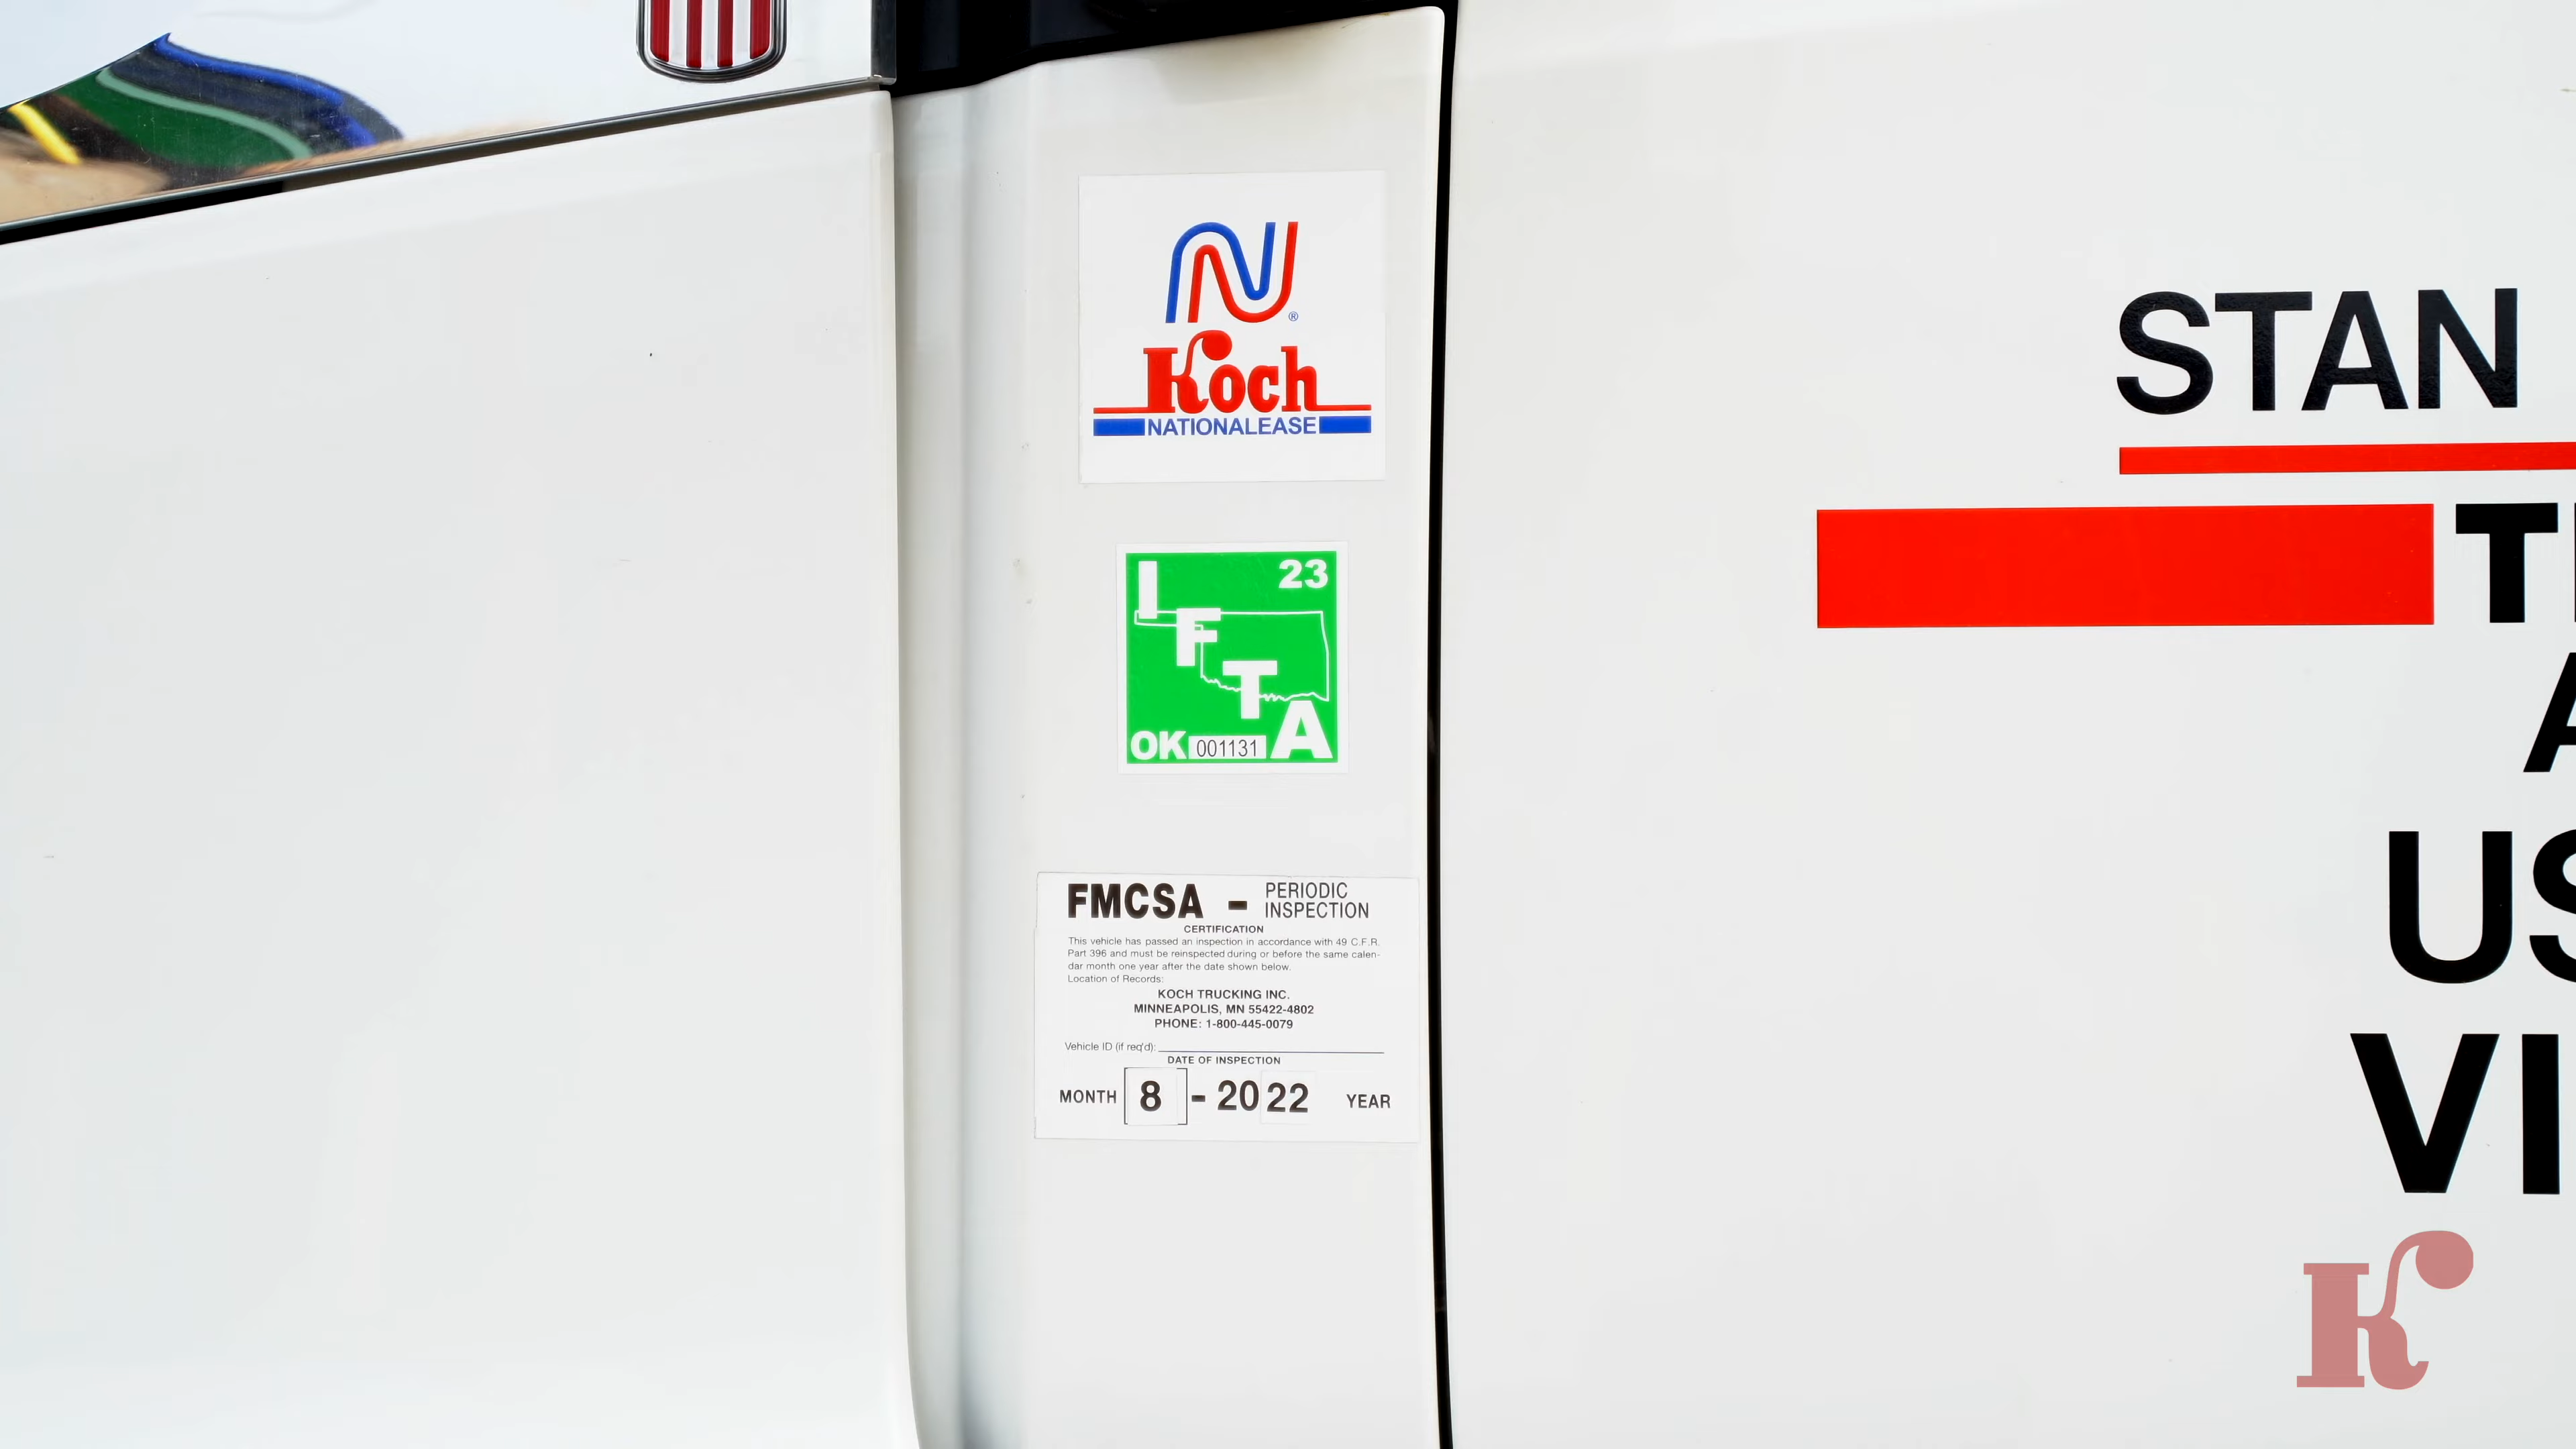 Koch
NATIONALEASE
®
23
IFTA
OK 001131
FMCSA - PERIODIC INSPECTION
CERTIFICATION
This vehicle has passed an inspection in accordance with 49 C.F.R.
Part 396 and must be reinspected during or before the same calen-
dar month one year after the date shown below.
Location of Records:
KOCH TRUCKING INC.
MINNEAPOLIS, MN 55422-4802
PHONE: 1-800-445-0079
Vehicle ID (if req'd):
DATE OF INSPECTION
MONTH 8 - 2022 YEAR
STAN
T
A
US
VI
K